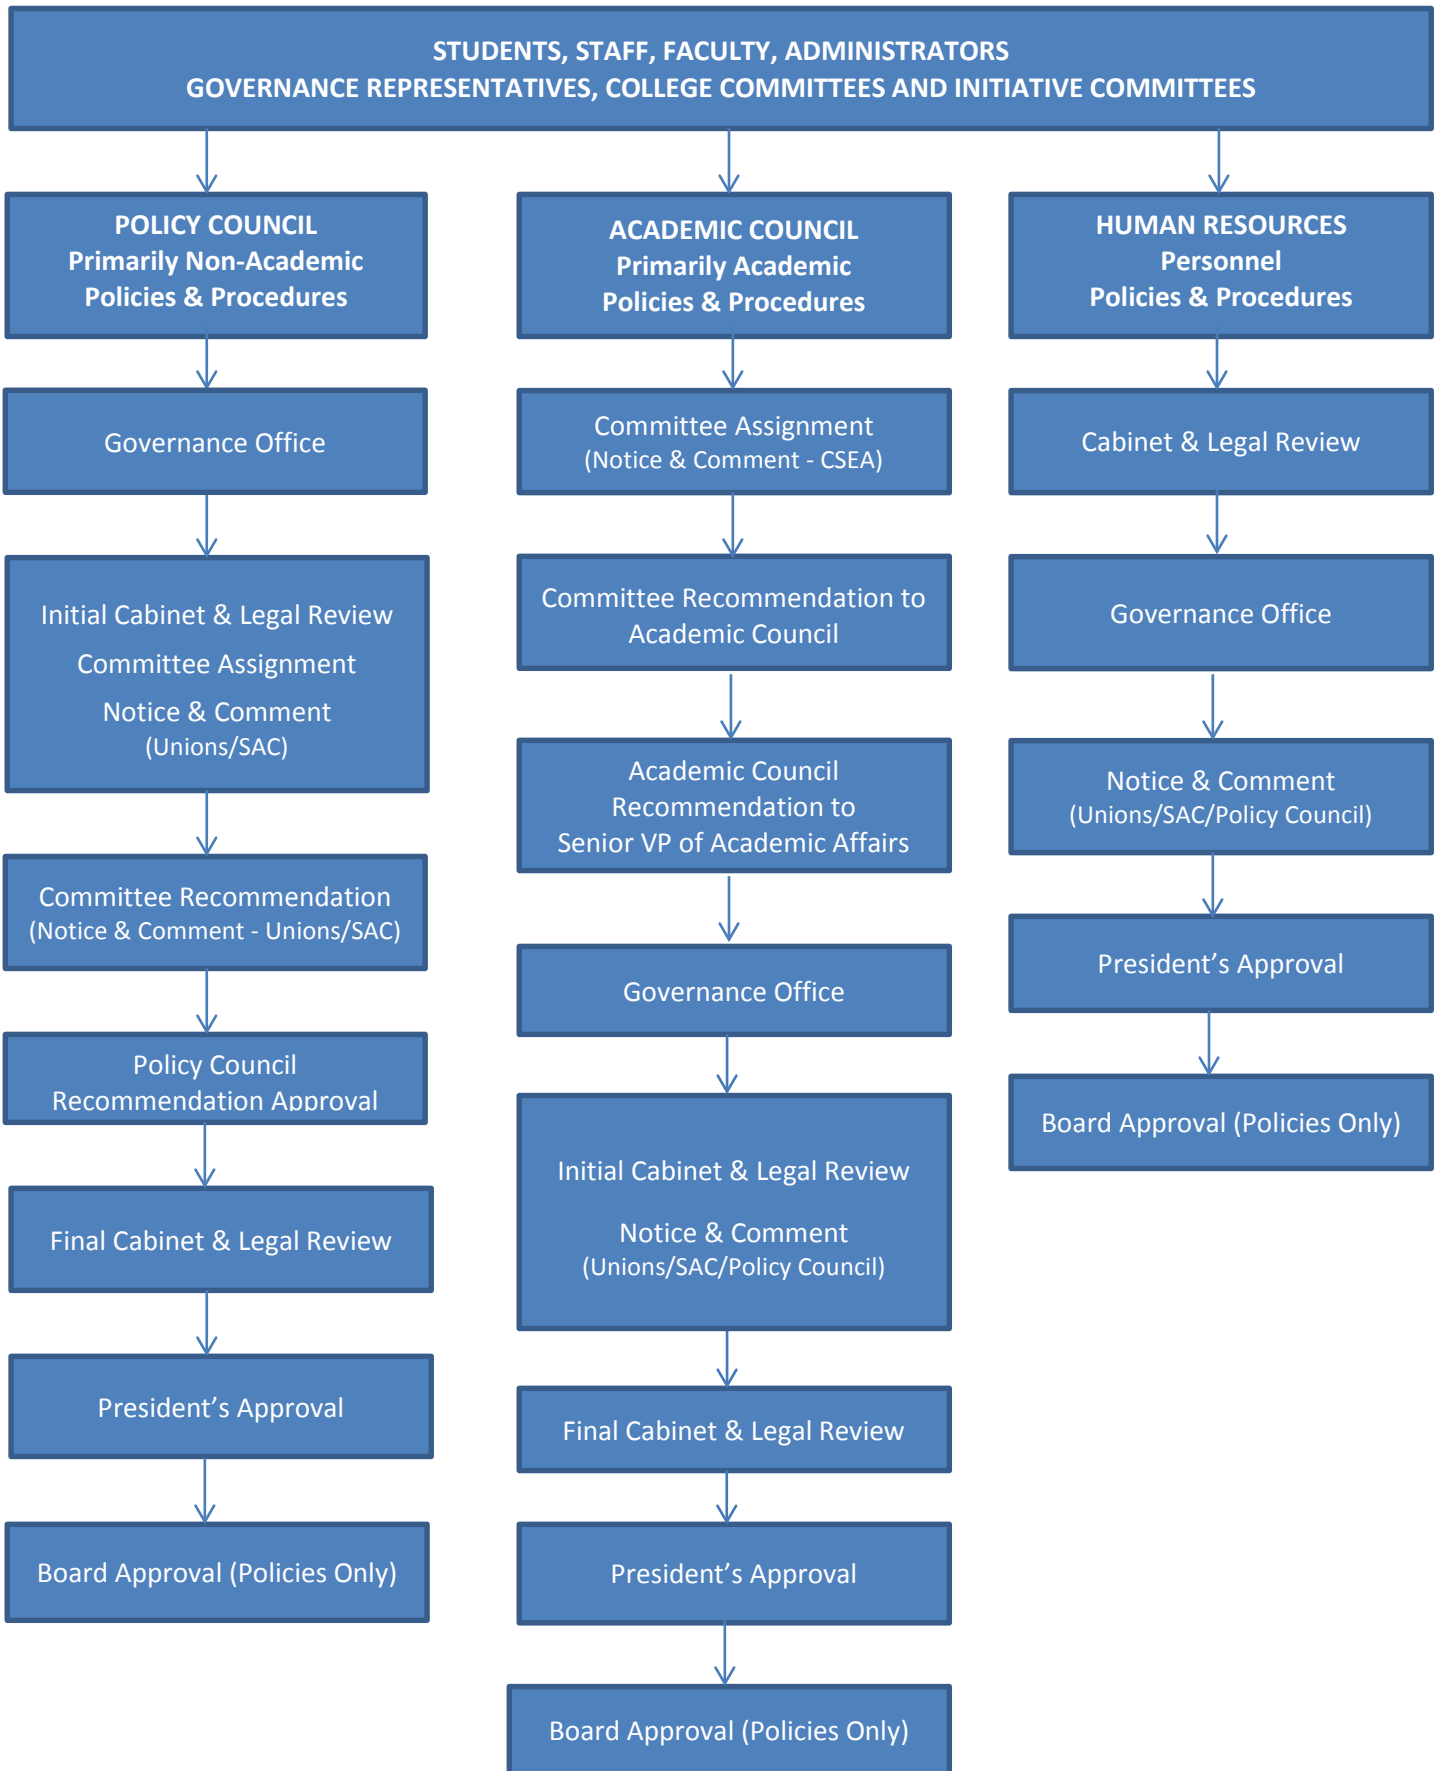 STUDENTS, STAFF, FACULTY, ADMINISTRATORS
GOVERNANCE REPRESENTATIVES, COLLEGE COMMITTEES AND INITIATIVE COMMITTEES
POLICY COUNCIL
Primarily Non-Academic
Policies & Procedures
Governance Office
Initial Cabinet & Legal Review
Committee Assignment
Notice & Comment
(Unions/SAC)
Committee Recommendation
(Notice & Comment - Unions/SAC)
Policy Council
Recommendation Approval
Final Cabinet & Legal Review
President’s Approval
Board Approval (Policies Only)
ACADEMIC COUNCIL
Primarily Academic
Policies & Procedures
Committee Assignment
(Notice & Comment - CSEA)
Committee Recommendation to
Academic Council
Academic Council
Recommendation to
Senior VP of Academic Affairs
Governance Office
Initial Cabinet & Legal Review
Notice & Comment
(Unions/SAC/Policy Council)
Final Cabinet & Legal Review
President’s Approval
Board Approval (Policies Only)
HUMAN RESOURCES
Personnel
Policies & Procedures
Cabinet & Legal Review
Governance Office
Notice & Comment
(Unions/SAC/Policy Council)
President’s Approval
Board Approval (Policies Only)